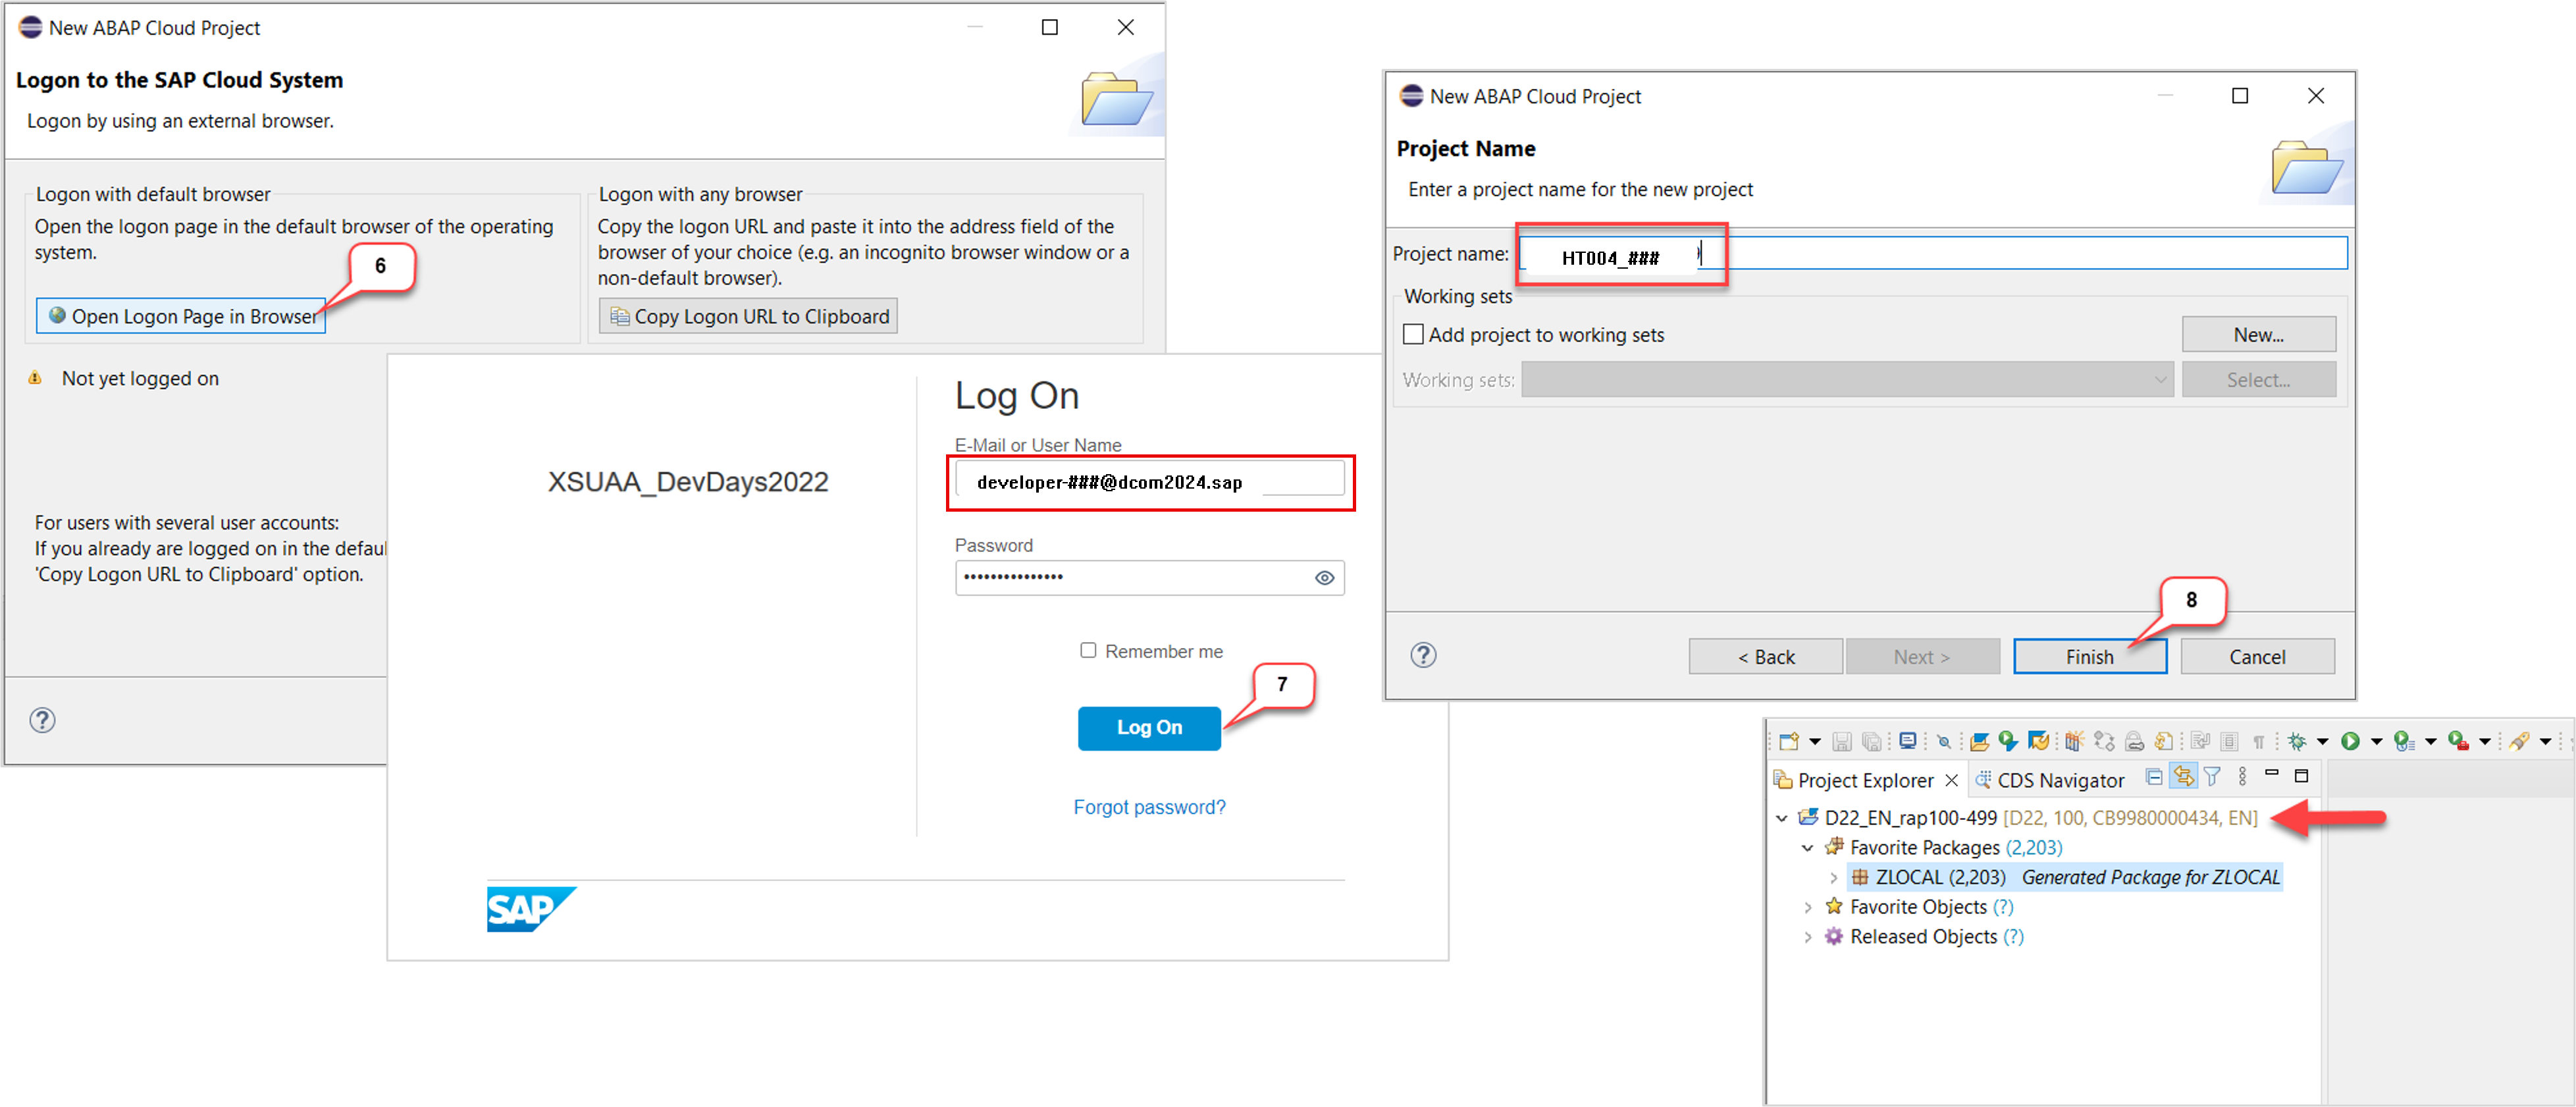 New ABAP Cloud Project
Logon to the SAP Cloud System
Logon by using an external browser.
Logon with default browser
Open the logon page in the default browser of the operating
system.
6
Open Logon Page in Browser
Logon with any browser
Copy the logon URL and paste it into the address field of the
browser of your choice (e.g. an incognito browser window or a
non-default browser).
Copy Logon URL to Clipboard
Not yet logged on
For users with several user accounts:
If you already are logged on in the defau
'Copy Logon URL to Clipboard' option.
XSUAA_DevDays2022
Log On
E-Mail or User Name
developer-###@dcom2024.sap
Password
Remember me
7
Log On
Forgot password?
SAP
New ABAP Cloud Project
Project Name
Enter a project name for the new project
Project name: HT004_###
Working sets
Add project to working sets
New...
Working sets:
Select...
8
< Back
Next >
Finish
Cancel
Project Explorer
CDS Navigator
D22_EN_rap100-499 [D22, 100, CB9980000434, EN]
Favorite Packages (2,203)
ZLOCAL (2,203) Generated Package for ZLOCAL
Favorite Objects (?)
Released Objects (?)